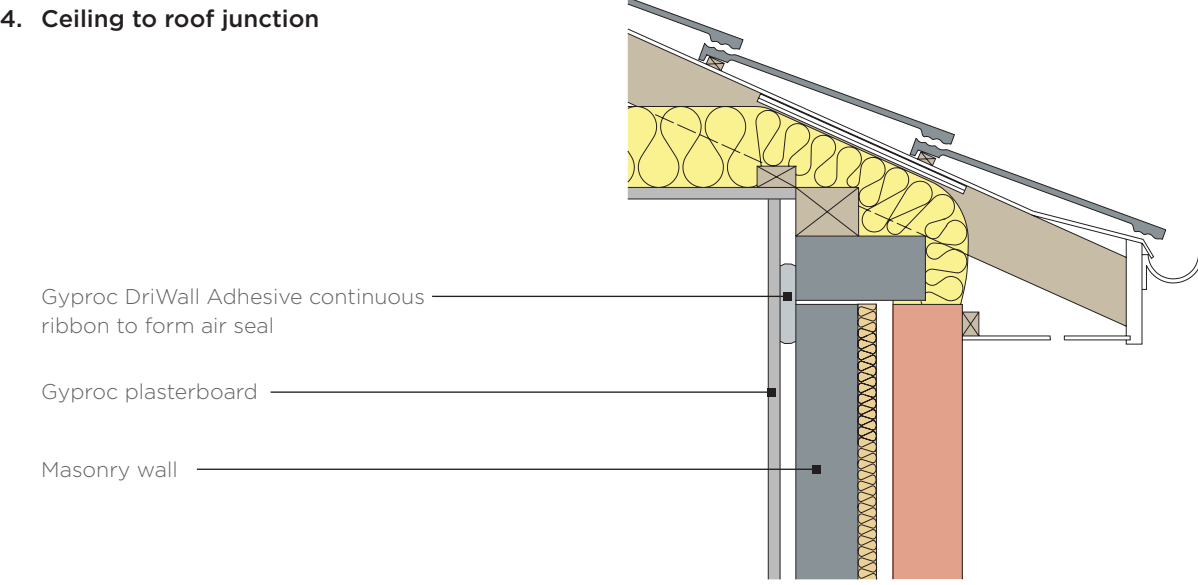 4. Ceiling to roof junction
Gyproc DriWall Adhesive continuous
ribbon to form air seal
Gyproc plasterboard
Masonry wall